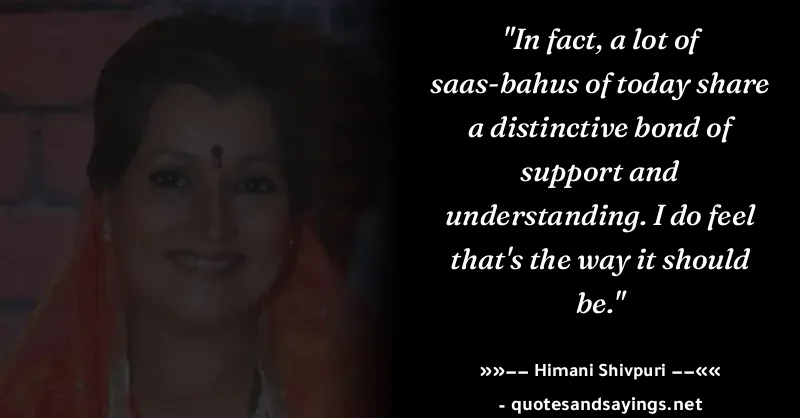 "In fact, a lot of
saas-bahus of today share
a distinctive bond of
support and
understanding. I do feel
that's the way it should
be."
»»−− Himani Shivpuri −−««
- quotesandsayings.net